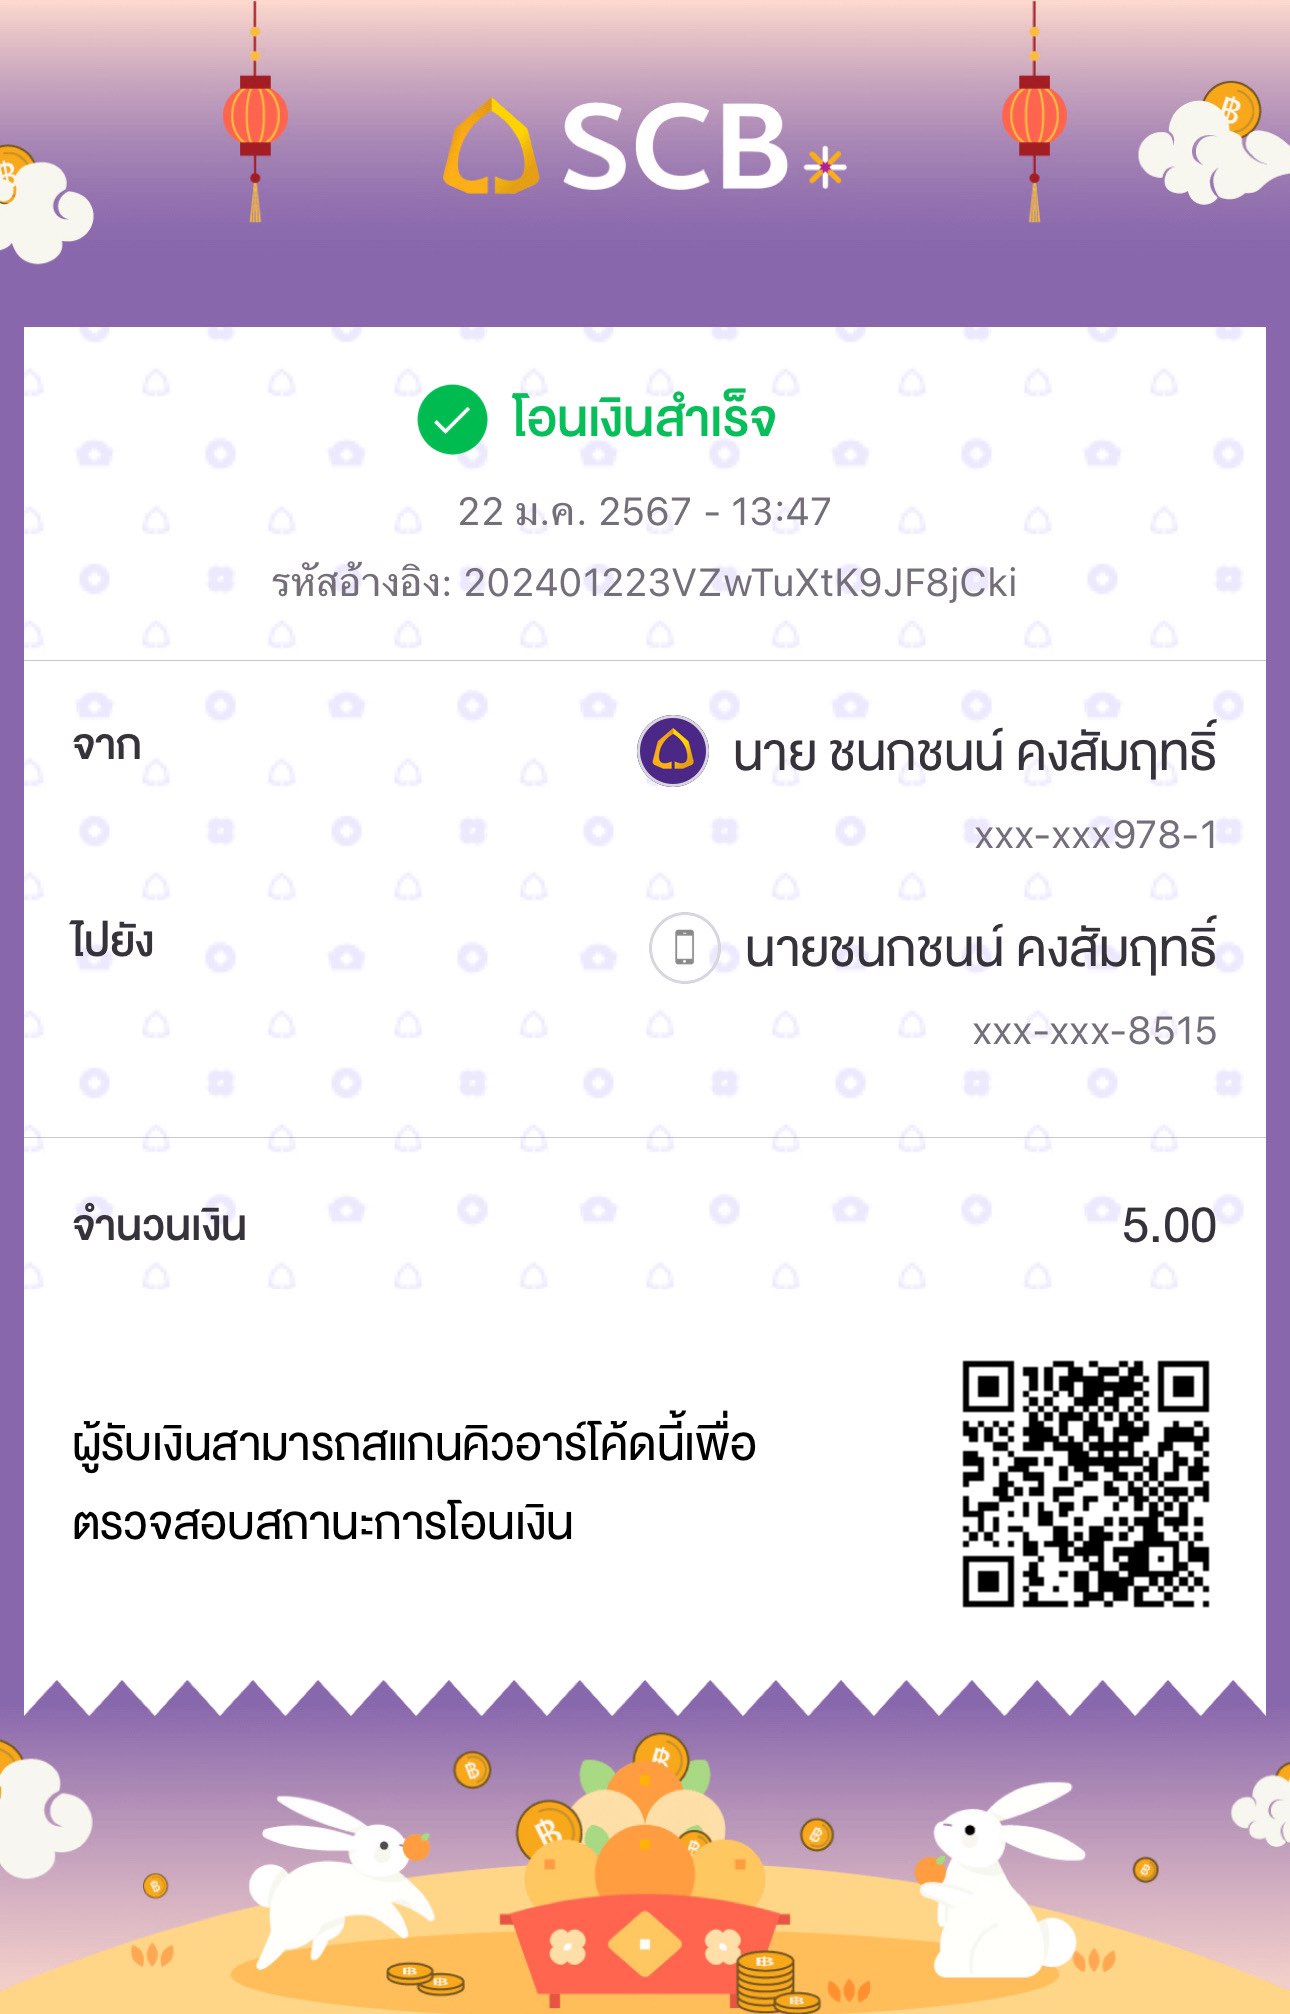 SCB
โอนเงินสำเร็จ
22 ม.ค. 2567 - 13:47
รหัสอ้างอิง: 202401223VZwTuXtK9JF8jCki
จาก
นาย ชนกชนน์ คงสัมฤทธิ์
xxx-xxx978-1
ไปยัง
นายชนกชนน์ คงสัมฤทธิ์
xxx-xxx-8515
จำนวนเงิน
5.00
ผู้รับเงินสามารถสแกนคิวอาร์โค้ดนี้เพื่อ
ตรวจสอบสถานะการโอนเงิน